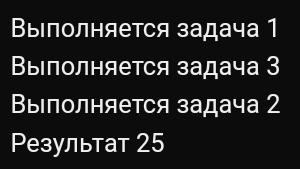 Выполняется задача 1
Выполняется задача 3
Выполняется задача 2
Результат 25